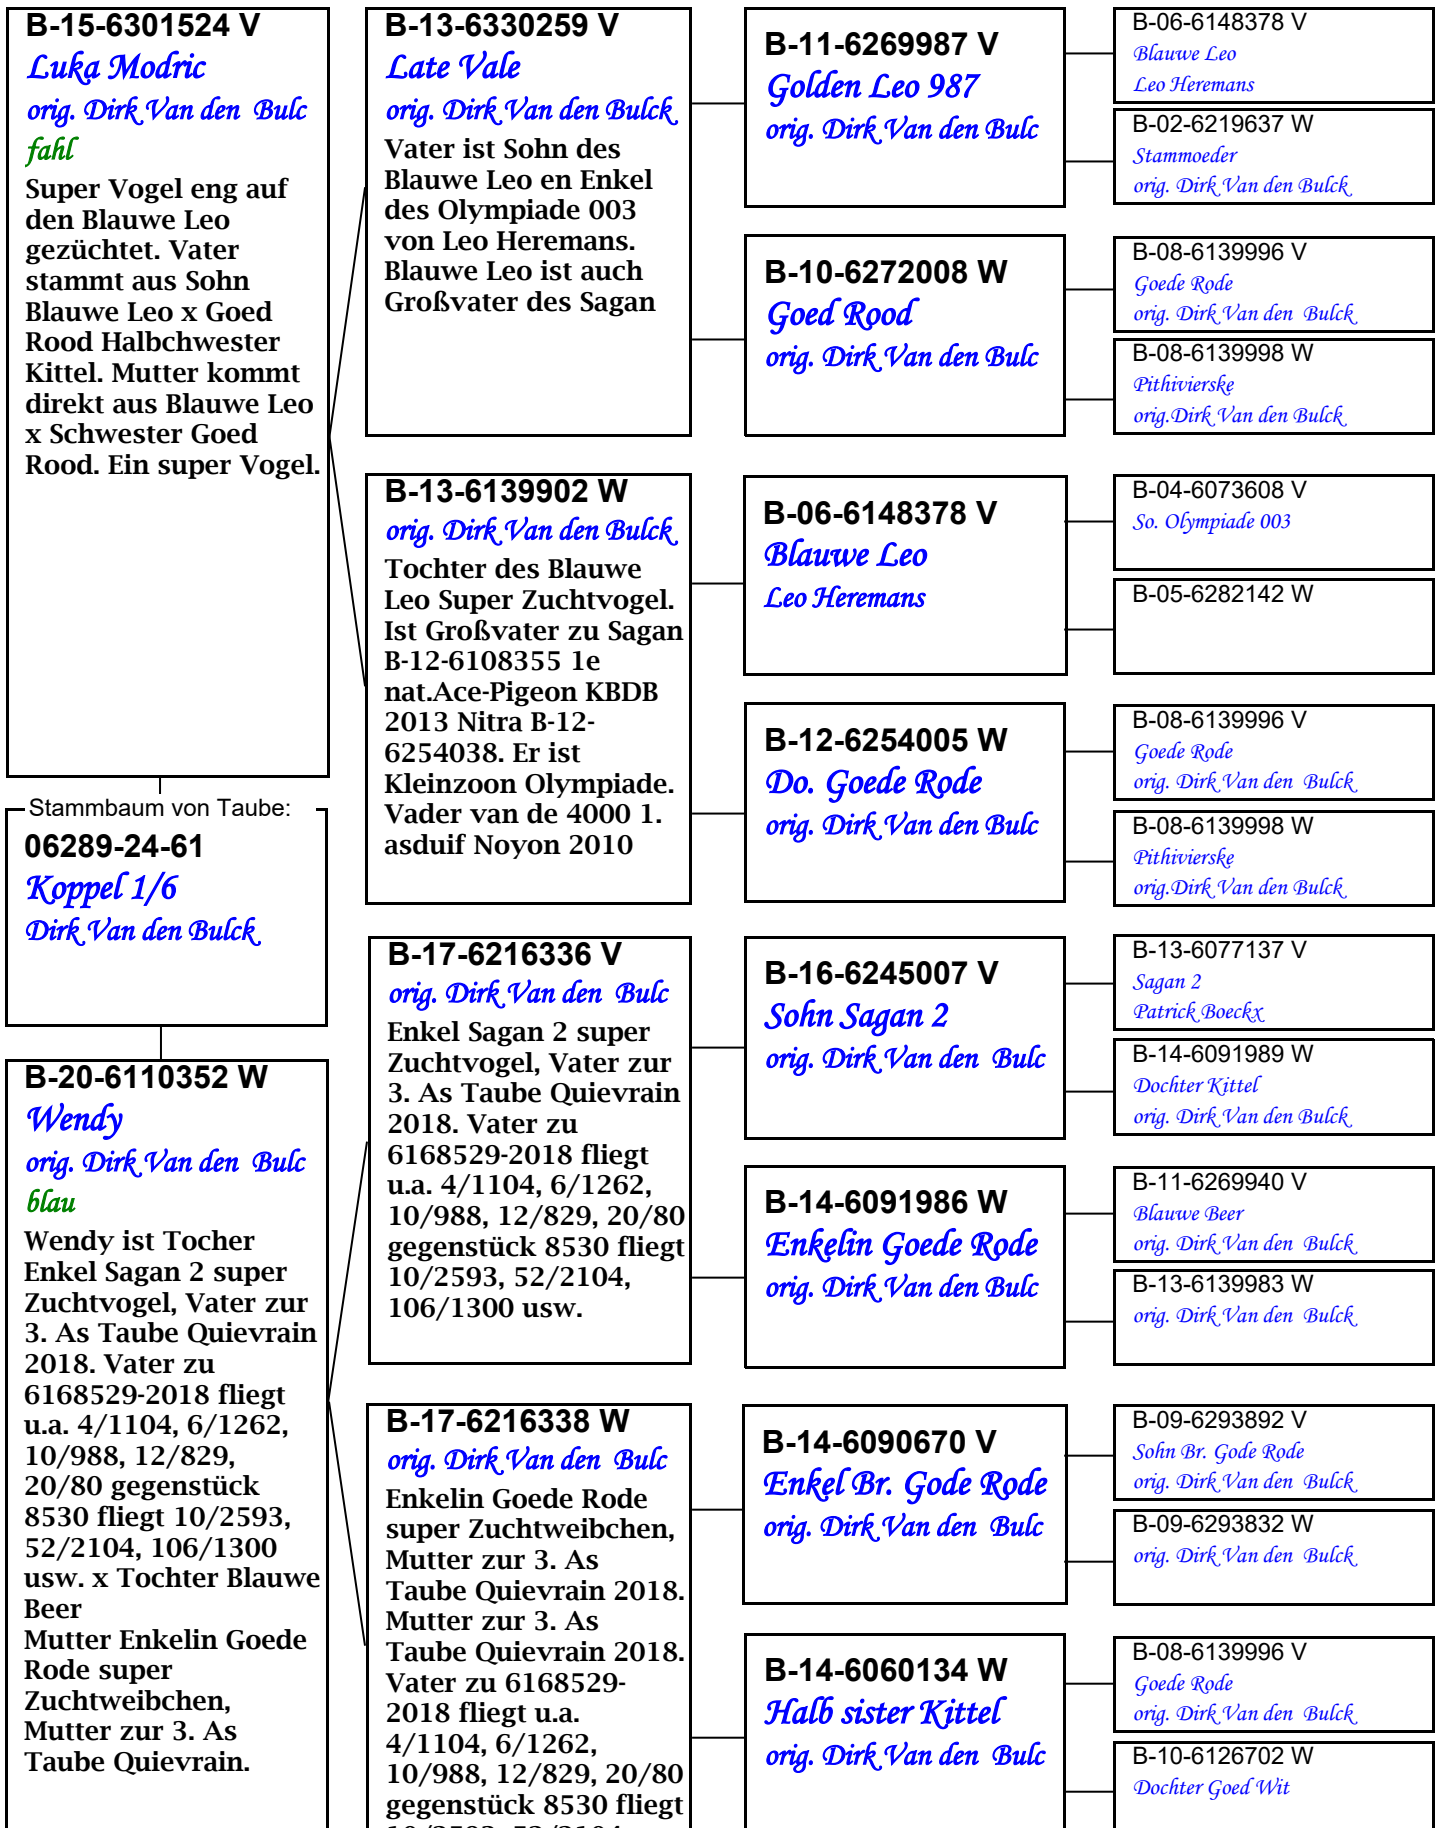 B-15-6301524 V
Luka Modric
orig. Dirk Van den Bulc
fahl
Super Vogel eng auf
den Blauwe Leo
gezüchtet. Vater
stammt aus Sohn
Blauwe Leo x Goed
Rood Halbchwester
Kittel. Mutter kommt
direkt aus Blauwe Leo
x Schwester Goed
Rood. Ein super Vogel.
Stammbaum von Taube:
06289-24-61
Koppel 1/6
Dirk Van den Bulck
B-20-6110352 W
Wendy
orig. Dirk Van den Bulc
blau
Wendy ist Tocher
Enkel Sagan 2 super
Zuchtvogel, Vater zur
3. As Taube Quievrain
2018. Vater zu
6168529-2018 fliegt
u.a. 4/1104, 6/1262,
10/988, 12/829,
20/80 gegenstück
8530 fliegt 10/2593,
52/2104, 106/1300
usw. x Tochter Blauwe
Beer
Mutter Enkelin Goede
Rode super
Zuchtweibchen,
Mutter zur 3. As
Taube Quievrain.
B-13-6330259 V
Late Vale
orig. Dirk Van den Bulck
Vater ist Sohn des
Blauwe Leo en Enkel
des Olympiade 003
von Leo Heremans.
Blauwe Leo ist auch
Großvater des Sagan
B-13-6139902 W
orig. Dirk Van den Bulck
Tochter des Blauwe
Leo Super Zuchtvogel.
Ist Großvater zu Sagan
B-12-6108355 1e
nat.Ace-Pigeon KBDB
2013 Nitra B-12-
6254038. Er ist
Kleinzoon Olympiade.
Vader van de 4000 1.
asduif Noyon 2010
B-17-6216336 V
orig. Dirk Van den Bulc
Enkel Sagan 2 super
Zuchtvogel, Vater zur
3. As Taube Quievrain
2018. Vater zu
6168529-2018 fliegt
u.a. 4/1104, 6/1262,
10/988, 12/829, 20/80
gegenstück 8530 fliegt
10/2593, 52/2104,
106/1300 usw.
B-17-6216338 W
orig. Dirk Van den Bulc
Enkelin Goede Rode
super Zuchtweibchen,
Mutter zur 3. As
Taube Quievrain 2018.
Mutter zur 3. As
Taube Quievrain 2018.
Vater zu 6168529-
2018 fliegt u.a.
4/1104, 6/1262,
10/988, 12/829, 20/80
gegenstück 8530 fliegt
B-11-6269987 V
Golden Leo 987
orig. Dirk Van den Bulc
B-10-6272008 W
Goed Rood
orig. Dirk Van den Bulc
B-06-6148378 V
Blauwe Leo
Leo Heremans
B-12-6254005 W
Do. Goede Rode
orig. Dirk Van den Bulc
B-16-6245007 V
Sohn Sagan 2
orig. Dirk Van den Bulc
B-14-6091986 W
Enkelin Goede Rode
orig. Dirk Van den Bulc
B-14-6090670 V
Enkel Br. Gode Rode
orig. Dirk Van den Bulc
B-14-6060134 W
Halb sister Kittel
orig. Dirk Van den Bulc
B-06-6148378 V
Blauwe Leo
Leo Heremans
B-02-6219637 W
Stammoeder
orig. Dirk Van den Bulck
B-08-6139996 V
Goede Rode
orig. Dirk Van den Bulck
B-08-6139998 W
Pithivierske
orig.Dirk Van den Bulck
B-04-6073608 V
So. Olympiade 003
B-05-6282142 W
B-08-6139996 V
Goede Rode
orig. Dirk Van den Bulck
B-08-6139998 W
Pithivierske
orig.Dirk Van den Bulck
B-13-6077137 V
Sagan 2
Patrick Boeckx
B-14-6091989 W
Dochter Kittel
orig. Dirk Van den Bulck
B-11-6269940 V
Blauwe Beer
orig. Dirk Van den Bulck
B-13-6139983 W
orig. Dirk Van den Bulck
B-09-6293892 V
Sohn Br. Gode Rode
orig. Dirk Van den Bulck
B-09-6293832 W
orig. Dirk Van den Bulck
B-08-6139996 V
Goede Rode
orig. Dirk Van den Bulck
B-10-6126702 W
Dochter Goed Wit